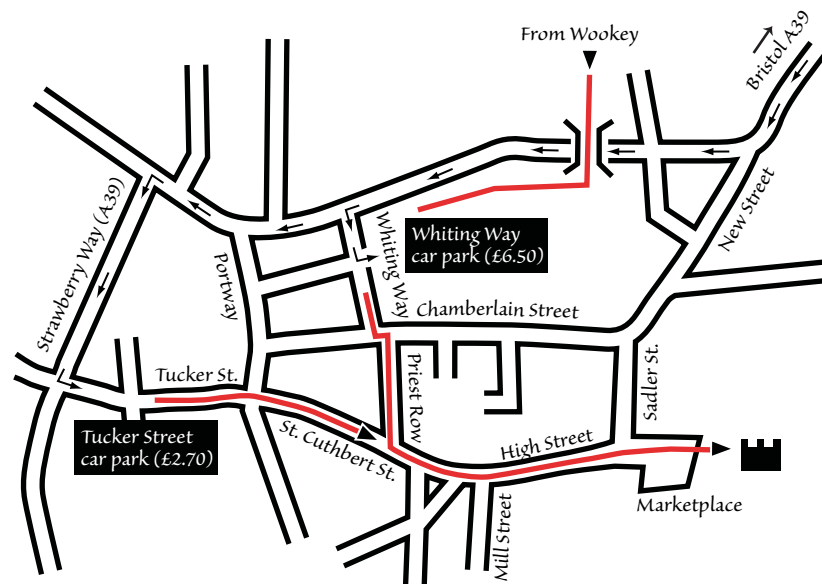 From Wookey
Bristol A39
New Street
Whiting Way
car park (£6.50)
Whiting Way
Strawberry Way (A39)
Portway
Chamberlain Street
Tucker St.
Priest Row
Sadler St.
Tucker Street
car park (£2.70)
St. Cuthbert St.
High Street
Marketplace
Mill Street